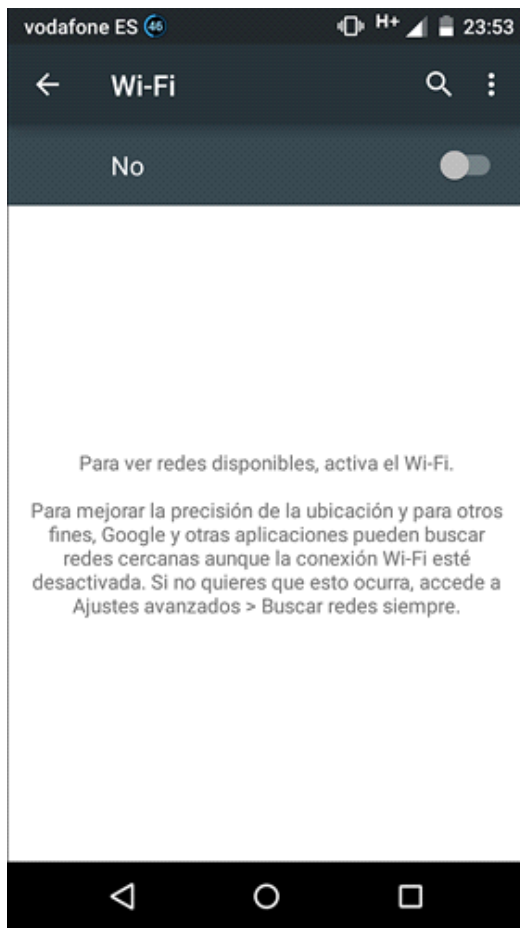 vodafone ES 46 H+ 23:53
Wi-Fi
No
Para ver redes disponibles, activa el Wi-Fi.
Para mejorar la precisión de la ubicación y para otros
fines, Google y otras aplicaciones pueden buscar
redes cercanas aunque la conexión Wi-Fi esté
desactivada. Si no quieres que esto ocurra, accede a
Ajustes avanzados > Buscar redes siempre.